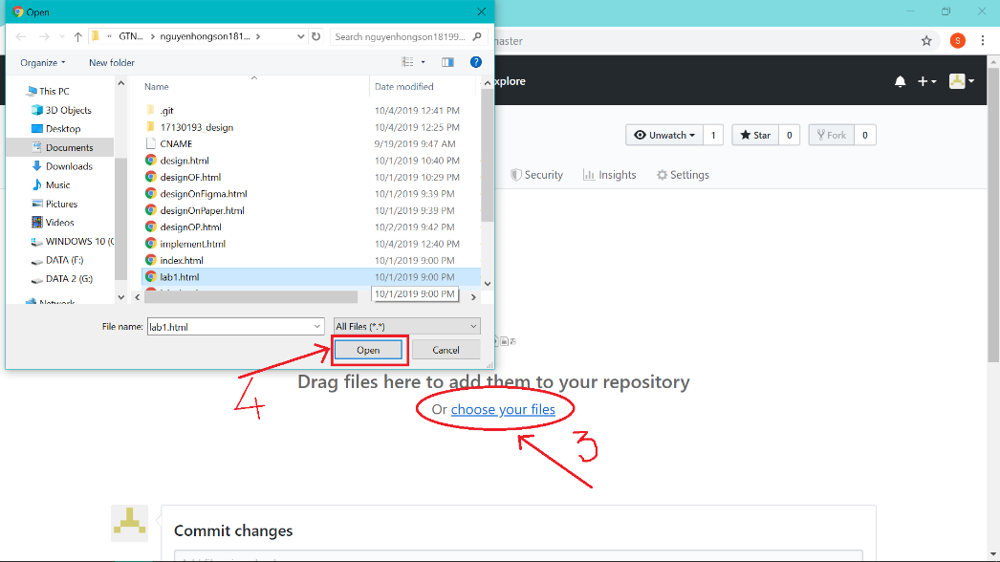 Open
GTN... nguyenhongson181...
Search nguyenhongson18199...
master
S
Organize
New folder
?
xplore
Name
Date modified
This PC
3D Objects
Desktop
Documents
Downloads
Music
Pictures
Videos
WINDOWS 10 (C
DATA (F:)
DATA 2 (G:)
Network
.git 10/4/2019 12:41 PM
17130193_design 10/4/2019 12:25 PM
CNAME 9/19/2019 9:47 AM
design.html 10/1/2019 10:40 PM
designOF.html 10/1/2019 10:29 PM
designOnFigma.html 10/1/2019 9:39 PM
designOnPaper.html 10/1/2019 9:39 PM
designOP.html 10/2/2019 9:42 PM
implement.html 10/4/2019 12:40 PM
index.html 10/1/2019 9:00 PM
lab1.html 10/1/2019 9:00 PM
10/1/2019 9:00 PM
File name: lab1.html
All Files (*.*)
Open
Cancel
Unwatch 1
Star 0
Fork 0
Security
Insights
Settings
4
Drag files here to add them to your repository
Or choose your files
3
Commit changes